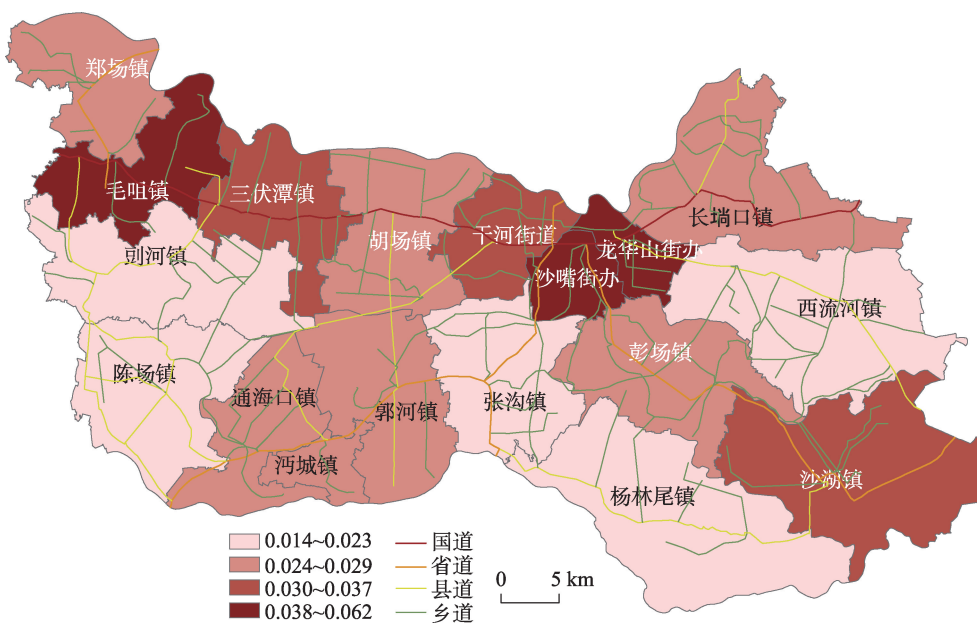 郑场镇
毛咀镇
三伏潭镇
剅河镇
胡场镇
干河街道
龙华山街办
沙嘴街办
长埫口镇
西流河镇
彭场镇
陈场镇
通海口镇
郭河镇
张沟镇
沔城镇
沙湖镇
杨林尾镇
0.014~0.023
0.024~0.029
0.030~0.037
0.038~0.062
国道
省道
县道
乡道
0 5 km